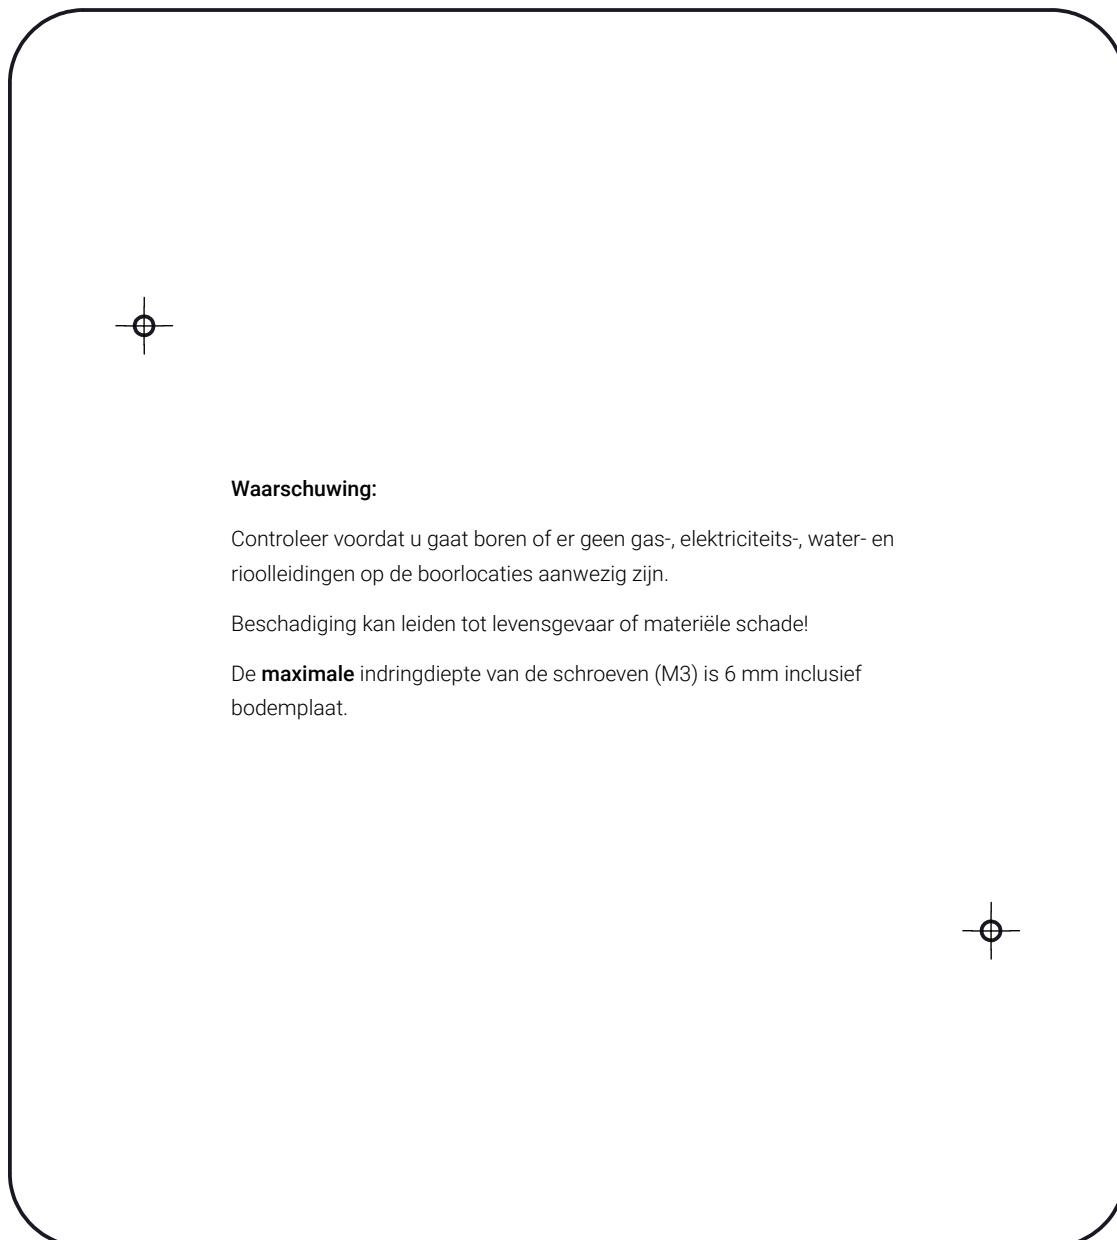 Waarschuwing:
Controleer voordat u gaat boren of er geen gas-, elektriciteits-, water- en
rioolleidingen op de boorlocaties aanwezig zijn.
Beschadiging kan leiden tot levensgevaar of materiële schade!
De maximale indringdiepte van de schroeven (M3) is 6 mm inclusief
bodemplaat.